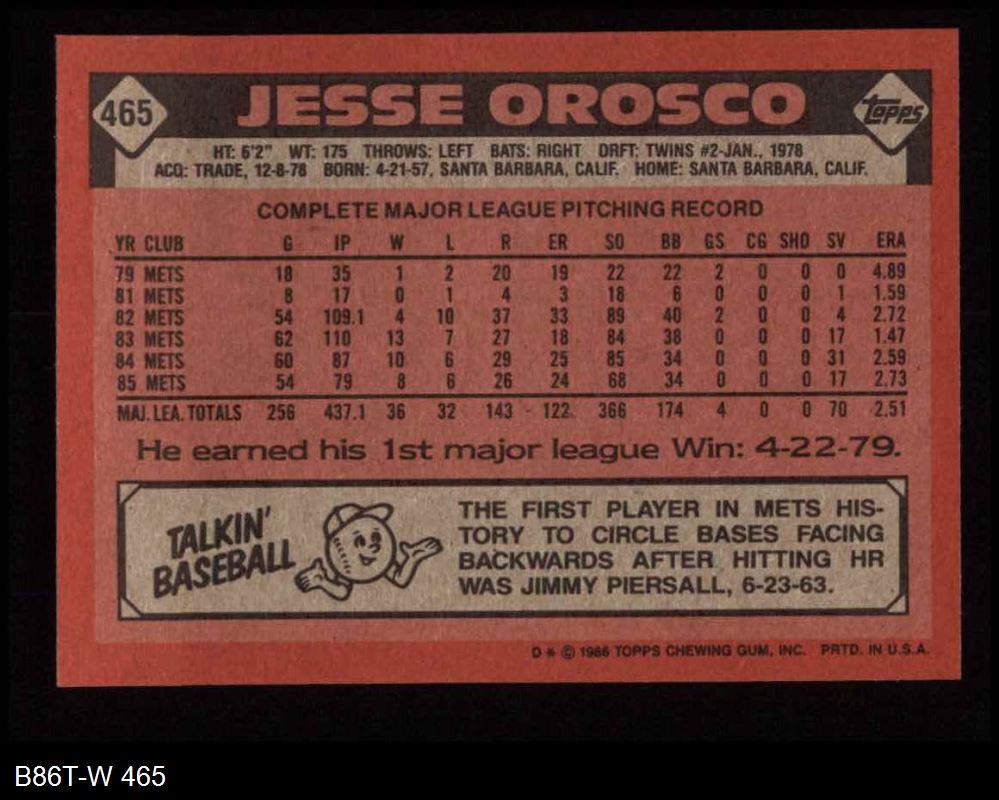 465 JESSE OROSCO Topps
HT: 6'2" WT: 175 THROWS: LEFT BATS: RIGHT DRFT: TWINS #2-JAN., 1978
ACQ: TRADE, 12-8-78 BORN: 4-21-57, SANTA BARBARA, CALIF. HOME: SANTA BARBARA, CALIF.
COMPLETE MAJOR LEAGUE PITCHING RECORD
YR CLUB G IP W L R ER SO BB GS CG SHO SV ERA
79 METS 18 35 1 2 20 19 22 22 2 0 0 0 4.89
81 METS 8 17 0 1 4 3 18 6 0 0 0 1 1.59
82 METS 54 109.1 4 10 37 33 89 40 2 0 0 4 2.72
83 METS 62 110 13 7 27 18 84 38 0 0 0 17 1.47
84 METS 60 87 10 6 29 25 85 34 0 0 0 31 2.59
85 METS 54 79 8 6 26 24 68 34 0 0 0 17 2.73
MAJ. LEA. TOTALS 256 437.1 36 32 143 122 366 174 4 0 0 70 2.51
He earned his 1st major league Win: 4-22-79.
TALKIN'
BASEBALL
THE FIRST PLAYER IN METS HIS-
TORY TO CIRCLE BASES FACING
BACKWARDS AFTER HITTING HR
WAS JIMMY PIERSALL, 6-23-63.
D * © 1986 TOPPS CHEWING GUM, INC. PRTD. IN U.S.A.
B86T-W 465